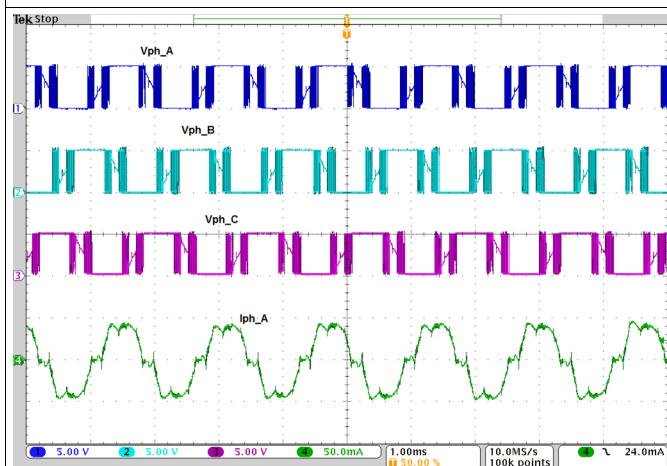 Tek Stop
T
T
Vph_A
1
Vph_B
2
Vph_C
3
Iph_A
4
1 5.00 V 2 5.00 V 3 5.00 V 4 50.0mA 1.00ms 10.0MS/s 4 24.0mA
T 50.00 % 100k points